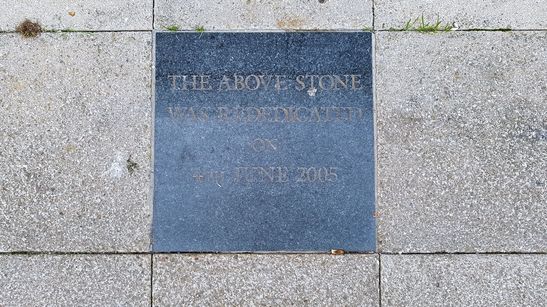 THE ABOVE STONE
WAS REDEDICATED
ON
4TH JUNE 2005